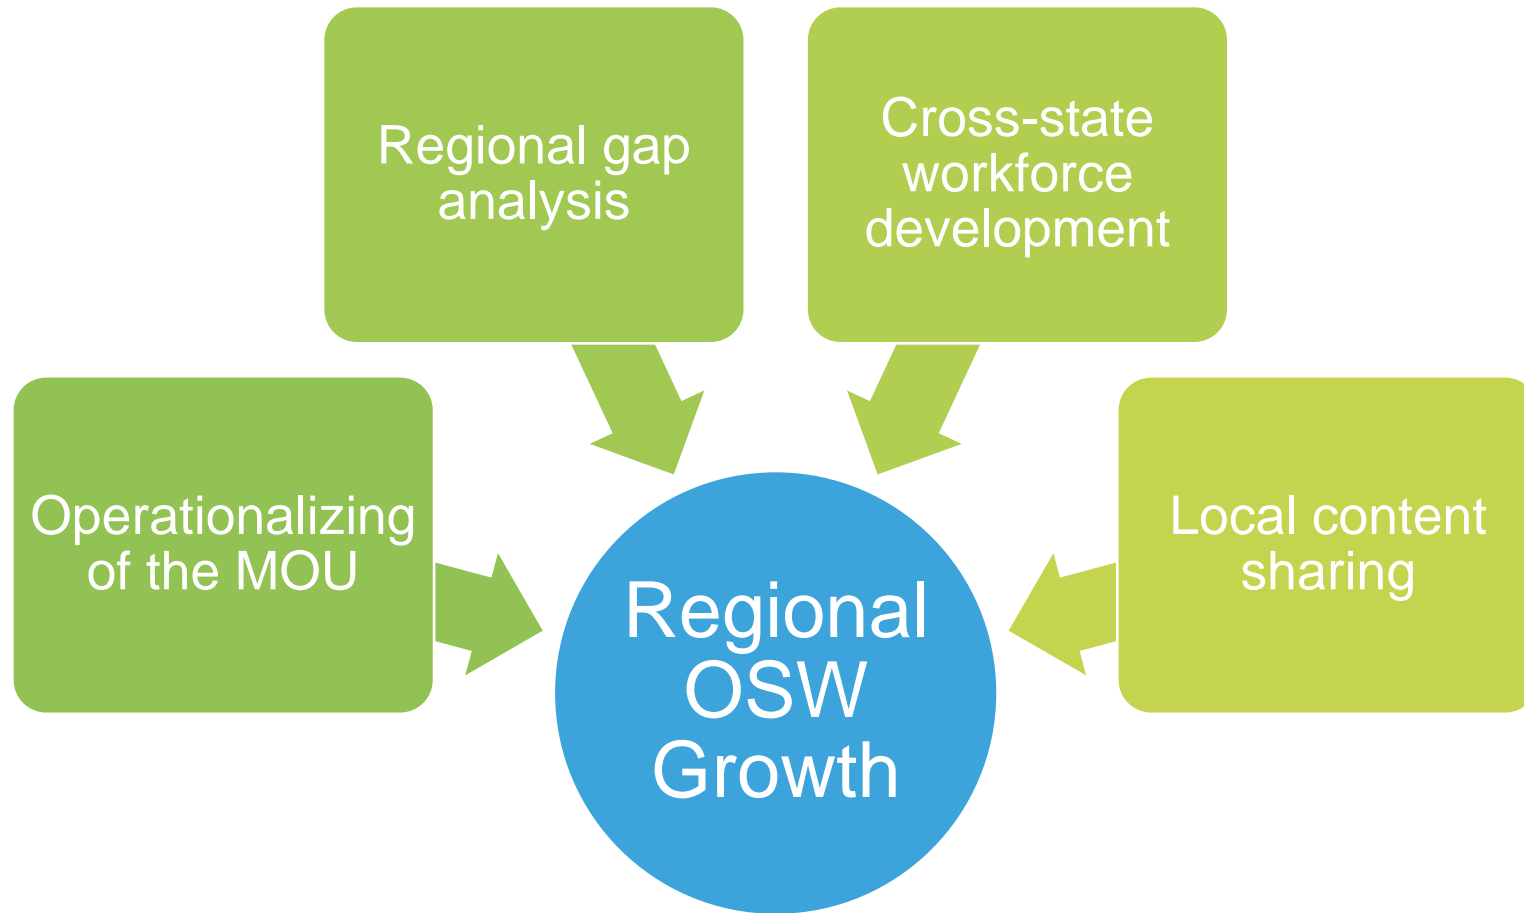 Regional gap
analysis
Cross-state
workforce
development
Operationalizing
of the MOU
Local content
sharing
Regional
OSW
Growth